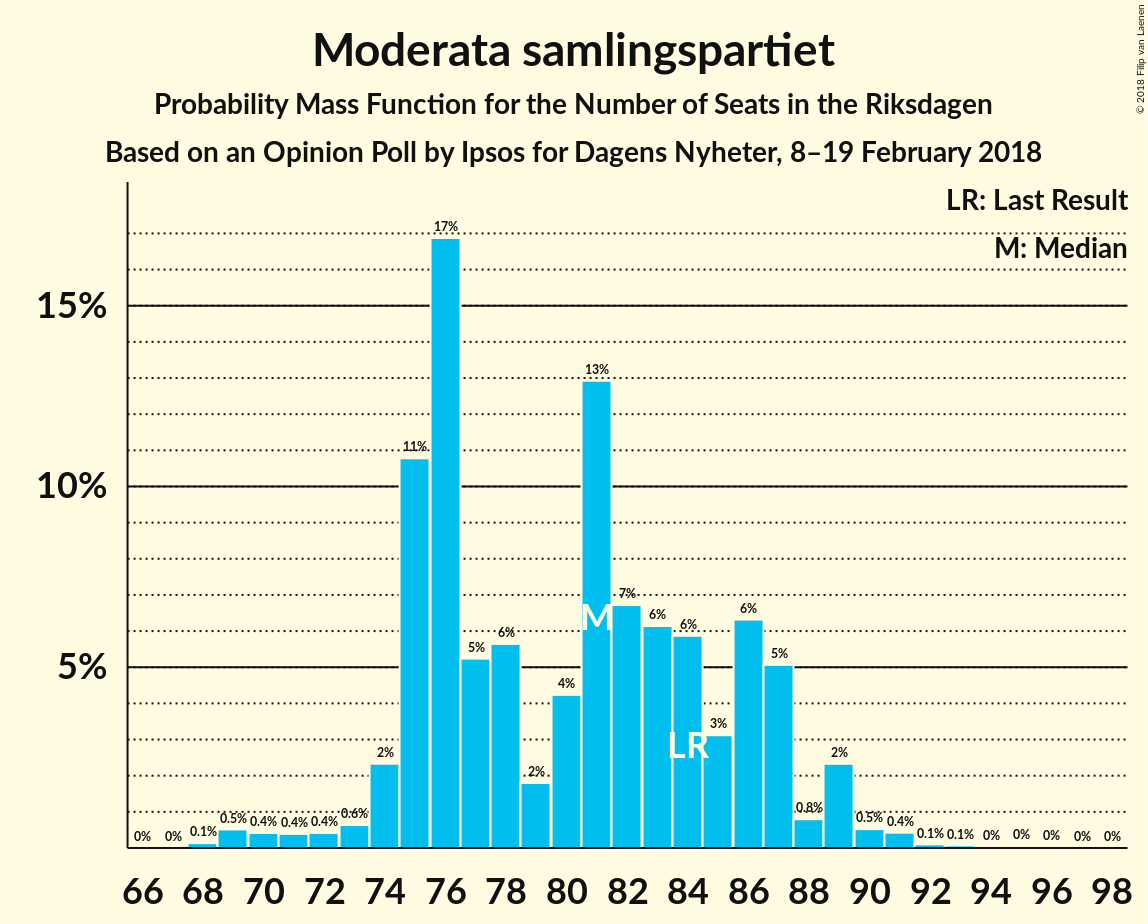 © 2018 Filip van Laenen
Moderata samlingspartiet
Probability Mass Function for the Number of Seats in the Riksdagen
Based on an Opinion Poll by Ipsos for Dagens Nyheter, 8–19 February 2018
LR: Last Result
M: Median
15%
10%
5%
0% 0% 0.1% 0.5% 0.4% 0.4% 0.4% 0.6% 2% 11% 17% 5% 6% 2% 4% 13% 7% 6% 6% 3% 6% 5% 0.8% 2% 0.5% 0.4% 0.1% 0.1% 0% 0% 0% 0% 0%
M
LR
66 68 70 72 74 76 78 80 82 84 86 88 90 92 94 96 98